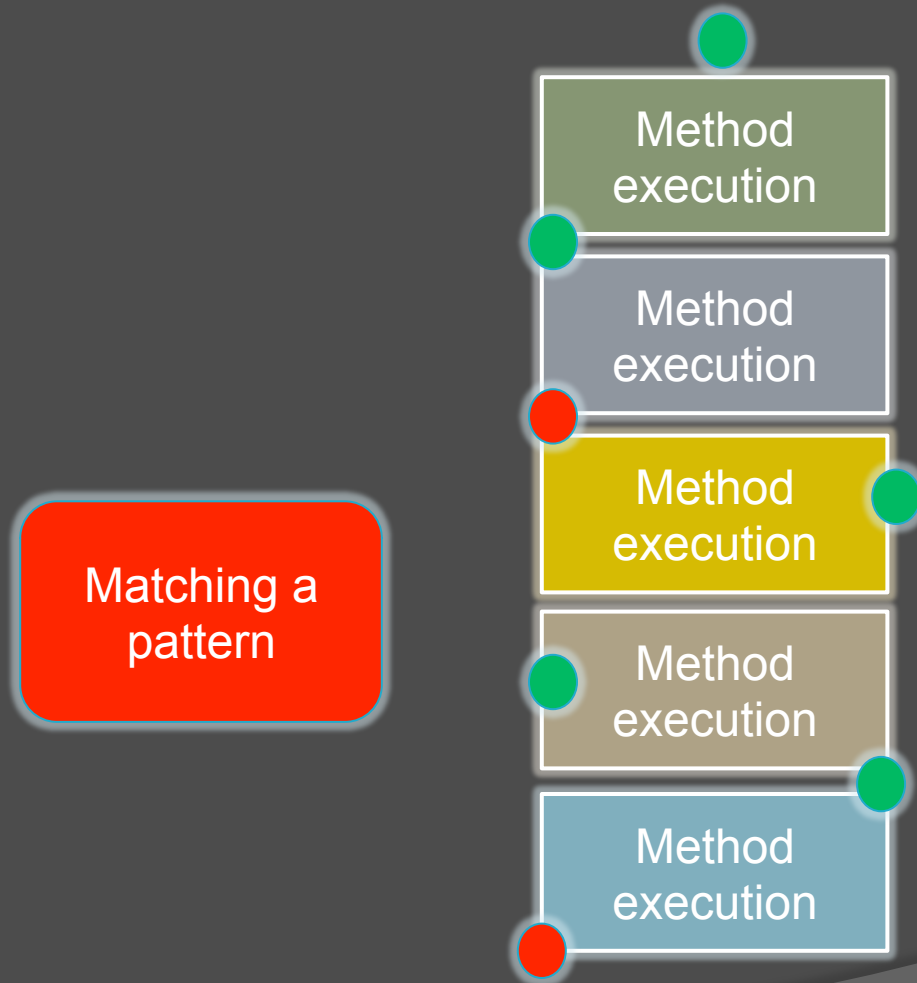 Method
execution
Method
execution
Method
execution
Matching a
pattern
Method
execution
Method
execution